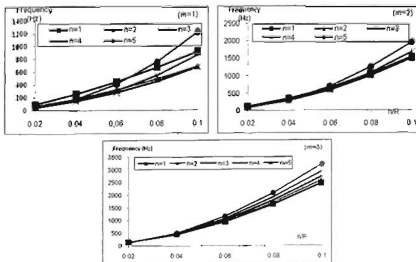 Frequency
(Hz)
(m=1)
n=1 n=2 n=3
n=4 n=5
1400
1200
1000
800
600
400
200
0
0.02 0.04 0.06 0.08 0.1
Frequency
(Hz)
(m=2)
n=1 n=2
n=4 n=5
2500
2000
1500
1000
500
0
0.02 0.04 0.06 0.08 0.1
h/R
Frequency (Hz)
(m=3)
n=1 n=2 n=3 n=4 n=5
3500
3000
2500
2000
1500
1000
500
0
0.02 0.04 0.06 0.08 0.1
h/R